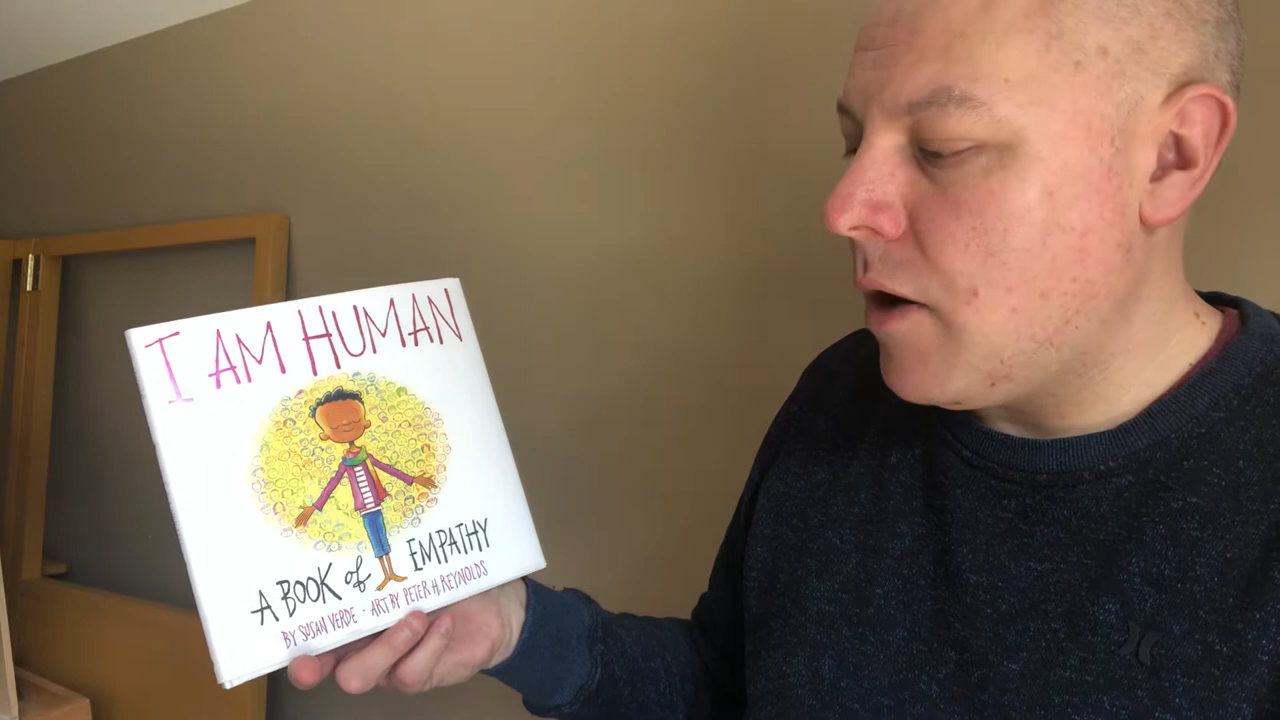 I AM HUMAN
A BOOK of EMPATHY
BY SUSAN VERDE · ART BY PETER H. REYNOLDS